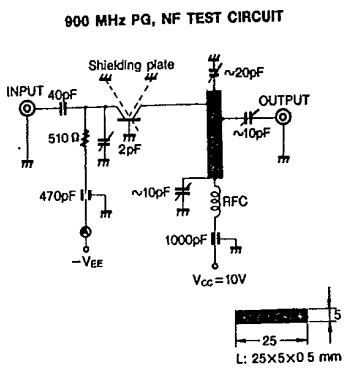 900 MHz PG, NF TEST CIRCUIT
Shielding plate
~20pF
INPUT
40pF
OUTPUT
510Ω
2pF
~10pF
470pF
~10pF
RFC
A
1000pF
-VEE
VCC=10V
5
25
L: 25×5×0 5 mm